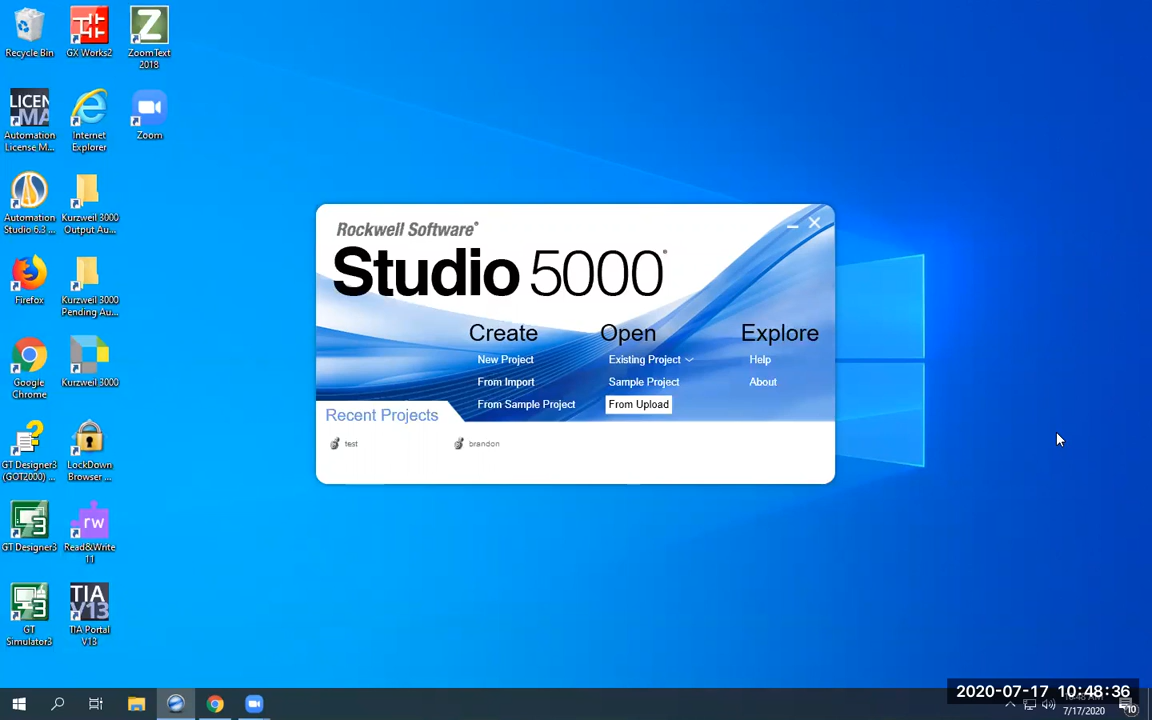 Recycle Bin
GX Works2
ZoomText
2018
LICEN
MA
Automation
License M...
Internet
Explorer
Zoom
Automation
Studio 6.3 ...
Kurzweil 3000
Output Au...
Firefox
Kurzweil 3000
Pending Au...
Google
Chrome
Kurzweil 3000
GT Designer3
(GOT2000) ...
LockDown
Browser ...
GT Designer3
rw
Read&Write
11
GT
Simulator3
TIA
V13
TIA Portal
V13
Rockwell Software®
Studio 5000®
Create
New Project
From Import
From Sample Project
Open
Existing Project
Sample Project
From Upload
Explore
Help
About
Recent Projects
test
brandon
2020-07-17 10:48:36
7/17/2020
10